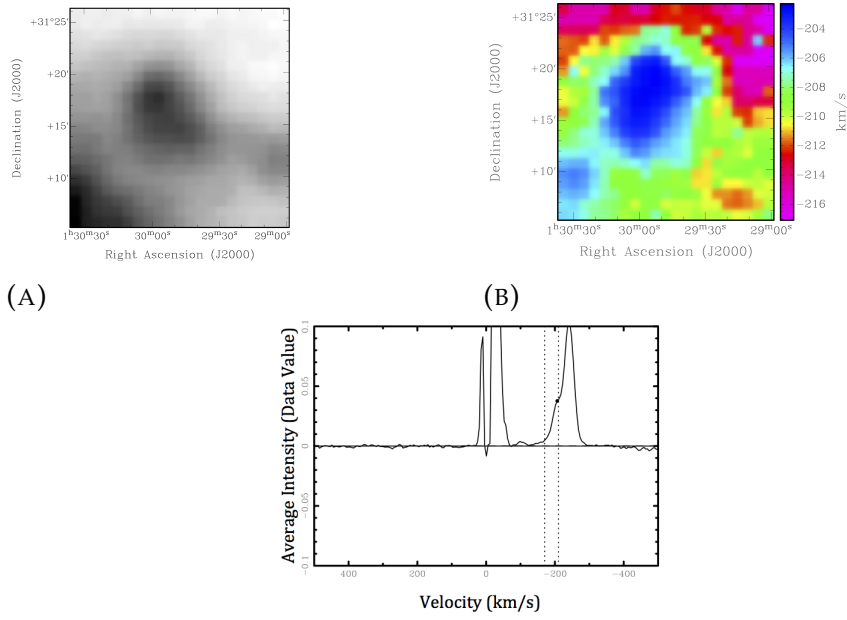 +31°25'
+20'
+15'
+10'
Declination (J2000)
1h30m30s 30m00s 29m30s 29m00s
Right Ascension (J2000)
(A)
+31°25'
+20'
+15'
+10'
Declination (J2000)
1h30m30s 30m00s 29m30s 29m00s
Right Ascension (J2000)
−204
−206
−208
−210
−212
−214
−216
km/s
(B)
Average Intensity (Data Value)
0.1
0.05
0
−0.05
−0.1
400 200 0 −200 −400
Velocity (km/s)